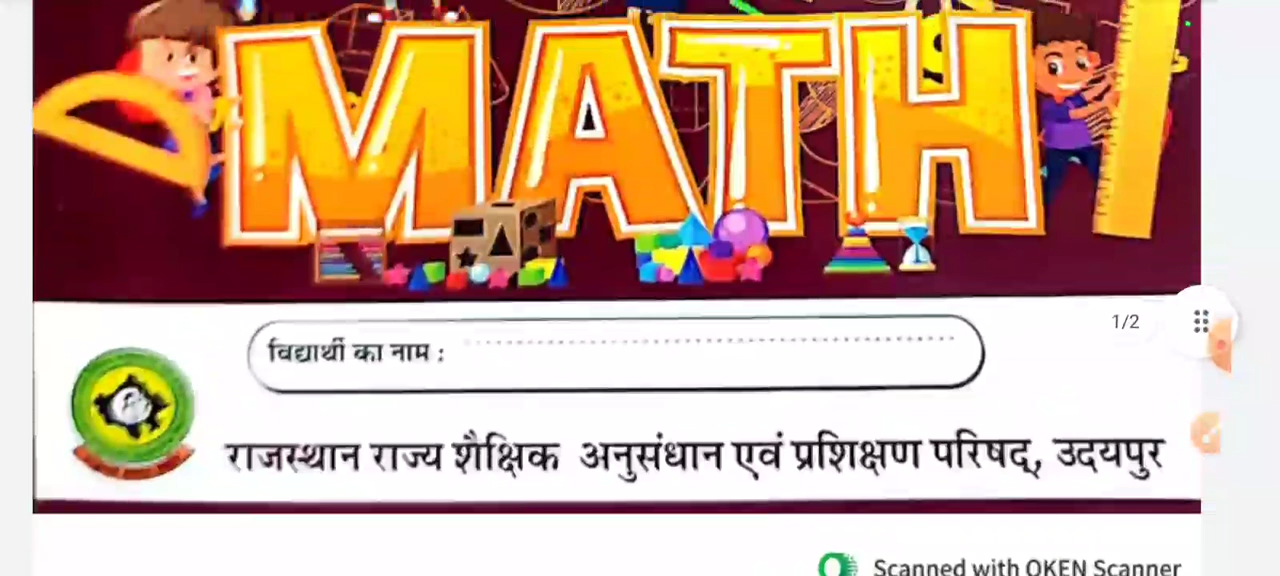 MATH
1/2
विद्यार्थी का नाम :
राजस्थान राज्य शैक्षिक अनुसंधान एवं प्रशिक्षण परिषद्, उदयपुर
Scanned with OKEN Scanner